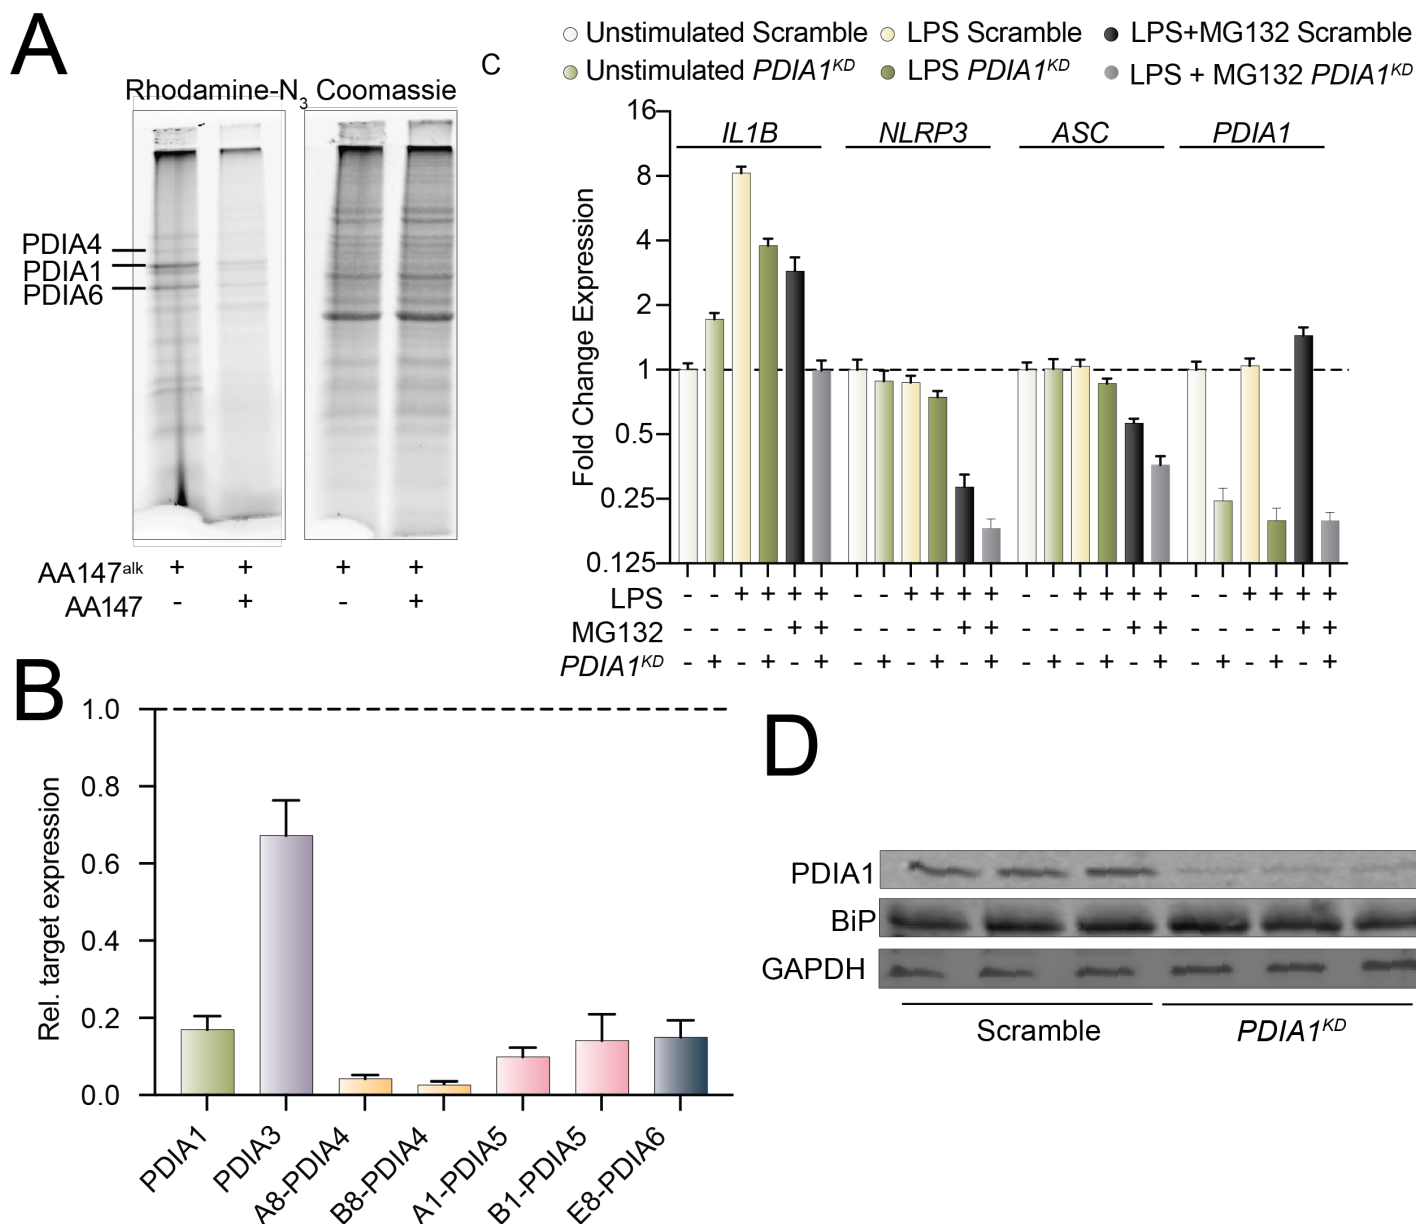 A
Rhodamine-N3 Coomassie
PDIA4
PDIA1
PDIA6
AA147alk + + + +
AA147 - + - +
C
Unstimulated Scramble LPS Scramble LPS+MG132 Scramble
Unstimulated PDIA1KD LPS PDIA1KD LPS + MG132 PDIA1KD
IL1B NLRP3 ASC PDIA1
Fold Change Expression
16
8
4
2
1
0.5
0.25
0.125
LPS - - + + + + - - + + + + - - + + + + - - + + + +
MG132 - - - - + + - - - - + + - - - - + + - - - - + +
PDIA1KD - + - + - + - + - + - + - + - + - + - + - + - +
B
Rel. target expression
1.0
0.8
0.6
0.4
0.2
0.0
PDIA1
PDIA3
A8-PDIA4
B8-PDIA4
A1-PDIA5
B1-PDIA5
E8-PDIA6
D
PDIA1
BiP
GAPDH
Scramble PDIA1KD